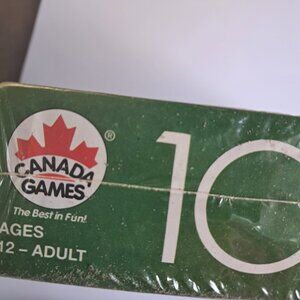 CANADA
GAMES
®
The Best in Fun!
AGES
12 – ADULT
10